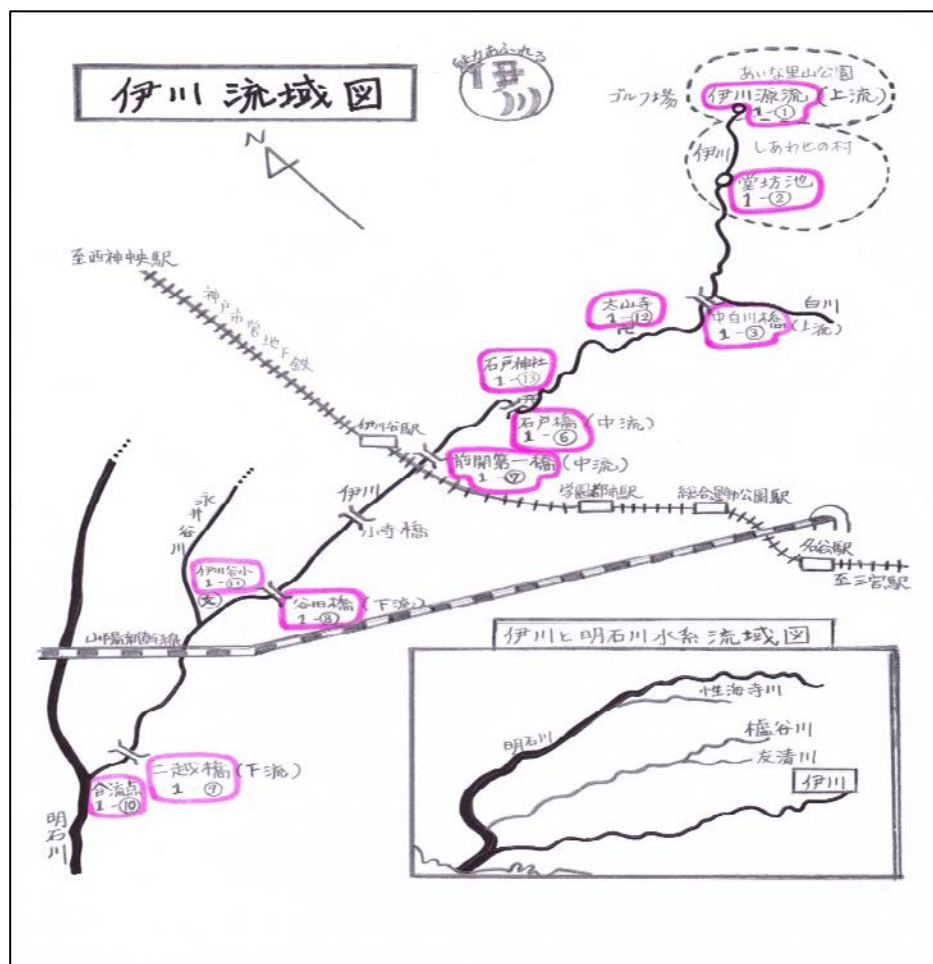 伊川流域図
魅力あふれる
伊
N
あいな里山公園
ゴルフ場
伊川源流(上流)
1-①
伊川
しあわせの村
堂坊池
1-②
至西神中央駅
神戸市営地下鉄
太山寺
1-⑫
卍
白川
中白川橋(上流)
1-③
石戸神社
1-⑬
石戸橋(中流)
1-⑥
伊川谷駅
前開第一橋(中流)
1-⑦
学園都市駅
総合運動公園駅
伊川
小寺橋
永井谷川
名谷駅
至三宮駅
伊川谷小
1-⑪
谷田橋(下流)
1-⑧
山陽新幹線
二越橋(下流)
1-⑨
合流点
1-⑩
明石川
伊川と明石川水系流域図
性海寺川
明石川
櫨谷川
友清川
伊川